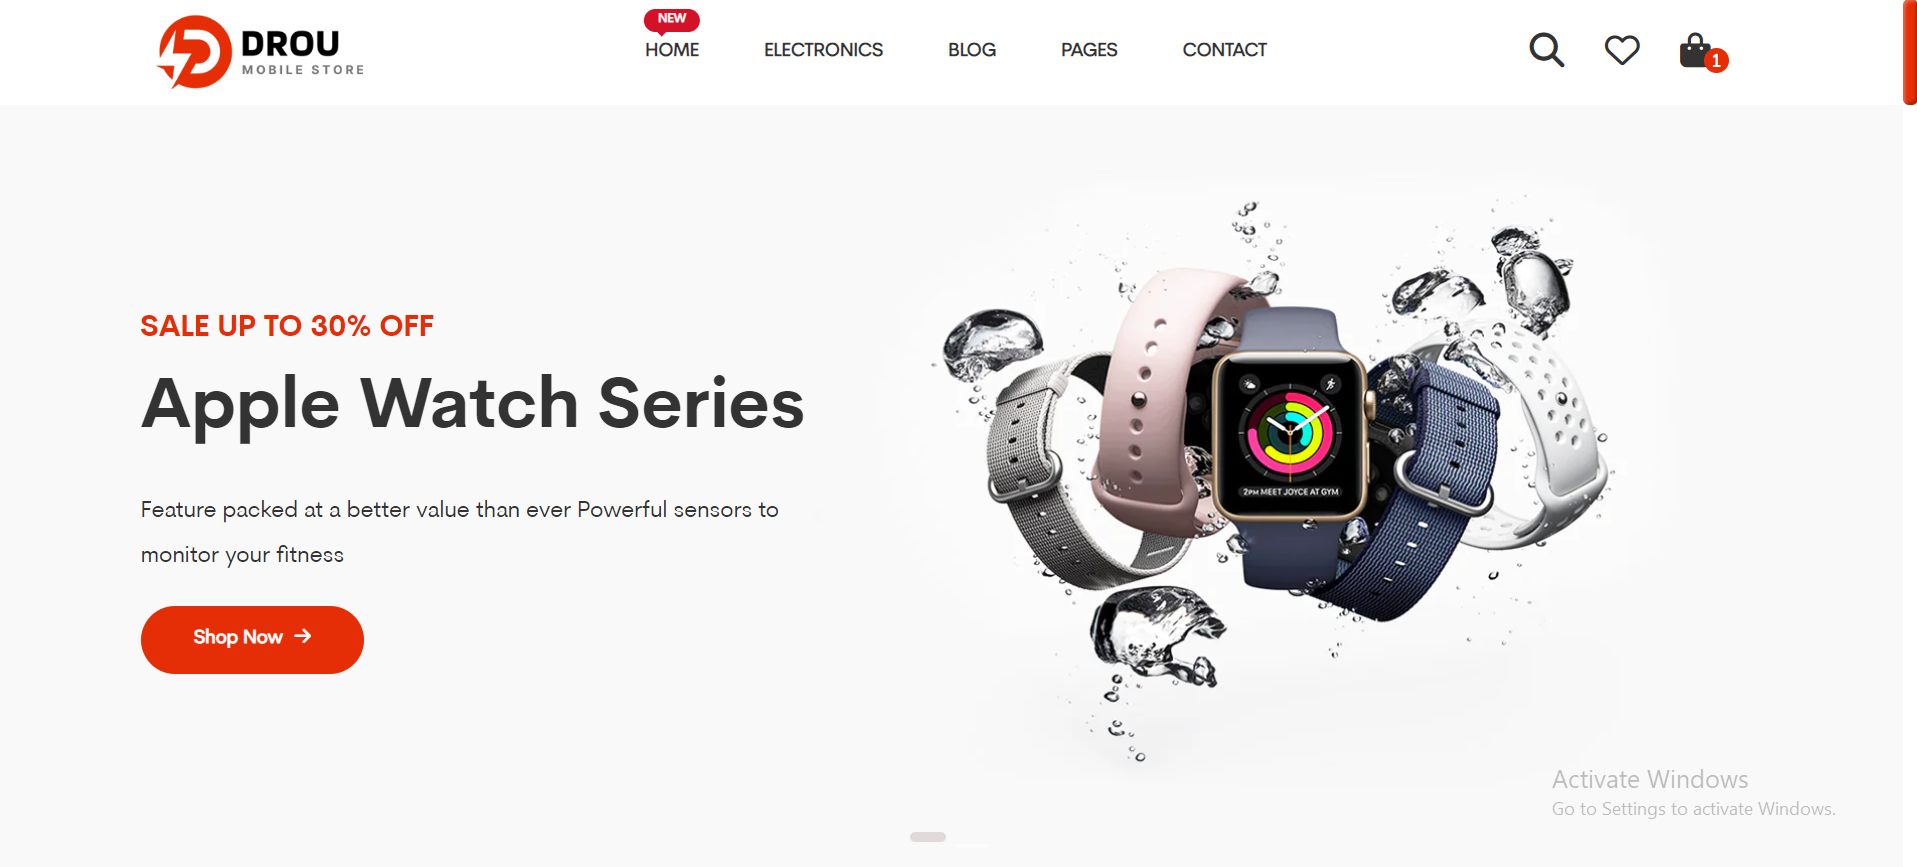 DROU
MOBILE STORE
NEW
HOME
ELECTRONICS
BLOG
PAGES
CONTACT
1
SALE UP TO 30% OFF
Apple Watch Series
Feature packed at a better value than ever Powerful sensors to
monitor your fitness
Shop Now
2PM MEET JOYCE AT GYM
Activate Windows
Go to Settings to activate Windows.